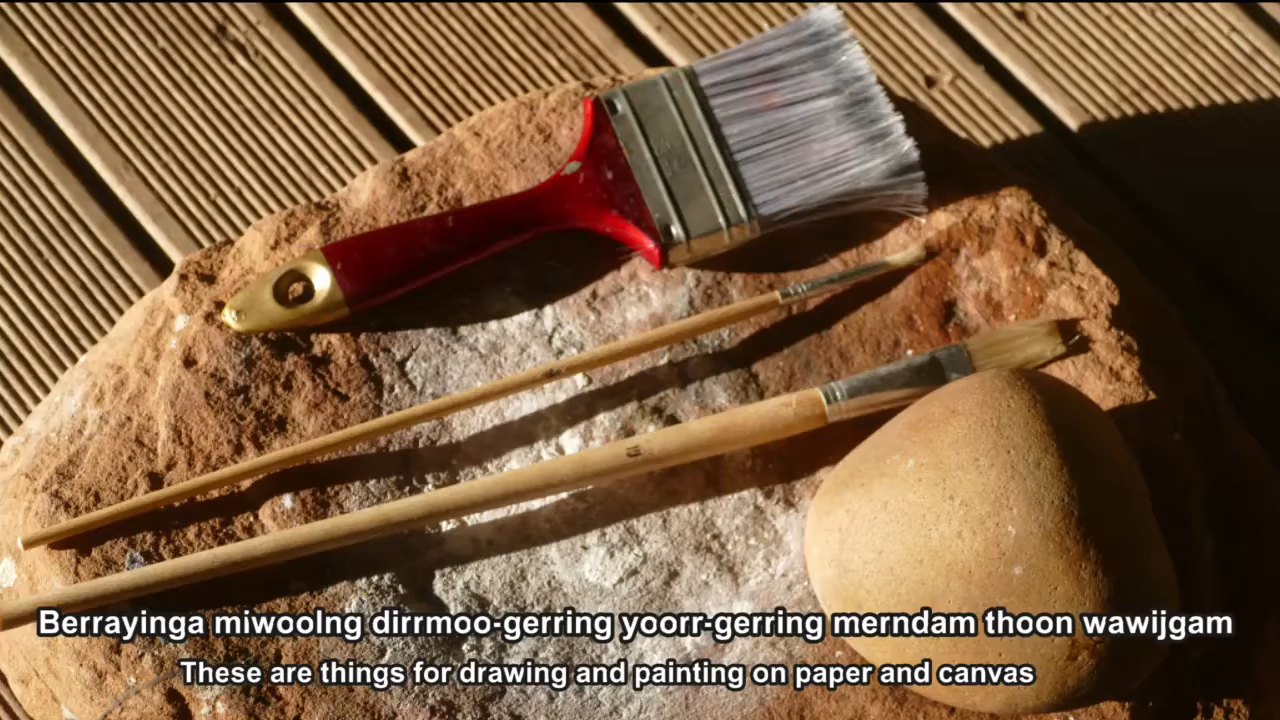 Berrayinga miwoolng dirrmoo-gerring yoorr-gerring merndam thoon wawijgam
These are things for drawing and painting on paper and canvas